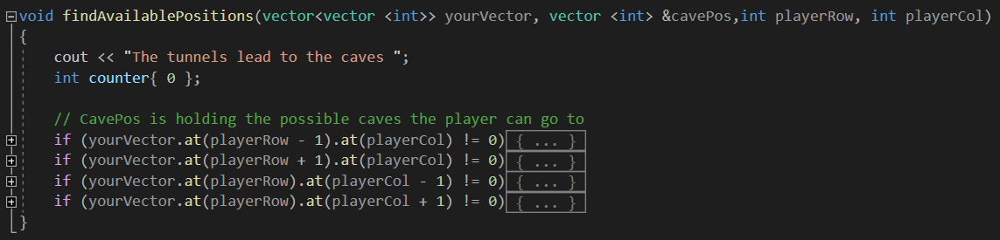 void findAvailablePositions(vector<vector <int>> yourVector, vector <int> &cavePos,int playerRow, int playerCol)
{
    cout << "The tunnels lead to the caves ";
    int counter{ 0 };

    // CavePos is holding the possible caves the player can go to
    if (yourVector.at(playerRow - 1).at(playerCol) != 0){ ... }
    if (yourVector.at(playerRow + 1).at(playerCol) != 0){ ... }
    if (yourVector.at(playerRow).at(playerCol - 1) != 0){ ... }
    if (yourVector.at(playerRow).at(playerCol + 1) != 0){ ... }
}